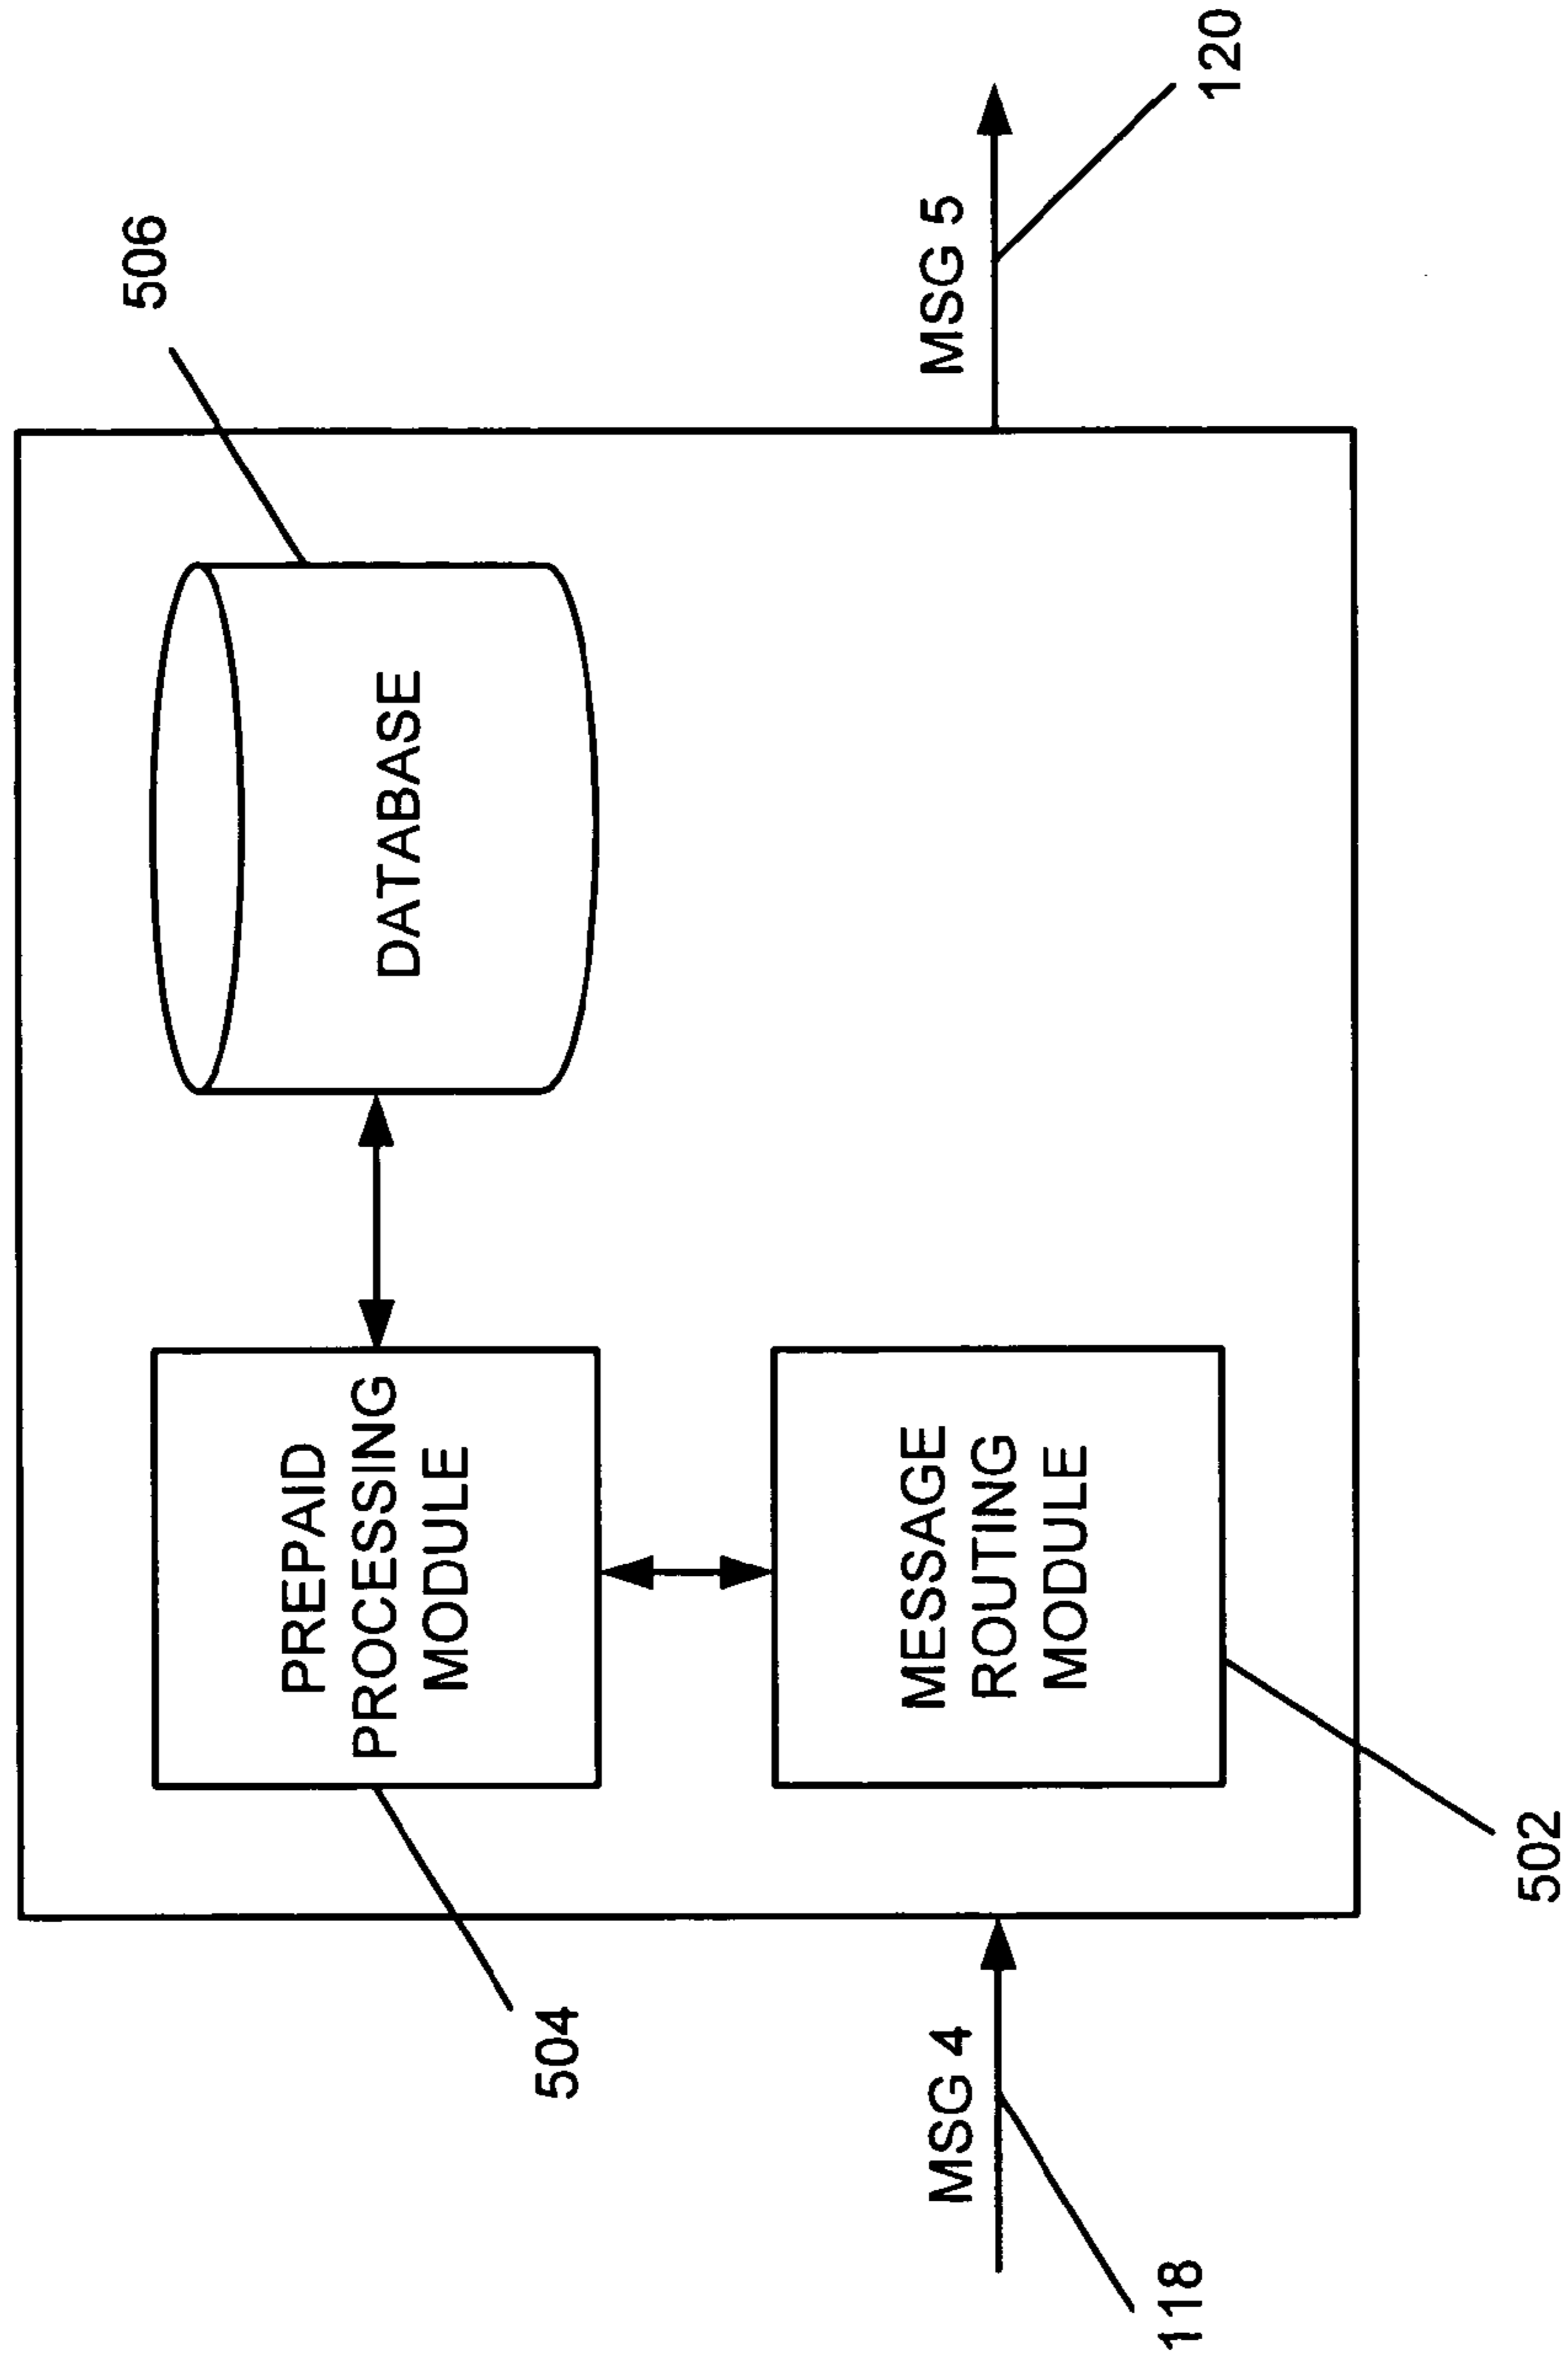 506
504
PREPAID
PROCESSING
MODULE
DATABASE
MSG 4
118
MESSAGE
ROUTING
MODULE
MSG 5
120
502